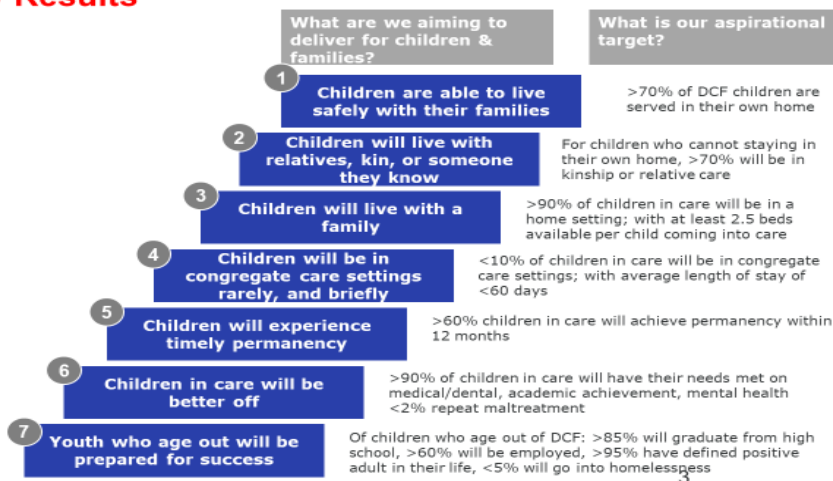 Results
What are we aiming to
deliver for children &
families?
What is our aspirational
target?
1
Children are able to live
safely with their families
>70% of DCF children are
served in their own home
2
Children will live with
relatives, kin, or someone
they know
For children who cannot staying in
their own home, >70% will be in
kinship or relative care
3
Children will live with a
family
>90% of children in care will be in a
home setting; with at least 2.5 beds
available per child coming into care
4
Children will be in
congregate care settings
rarely, and briefly
<10% of children in care will be in congregate
care settings; with average length of stay of
<60 days
5
Children will experience
timely permanency
>60% children in care will achieve permanency within
12 months
6
Children in care will be
better off
>90% of children in care will have their needs met on
medical/dental, academic achievement, mental health
<2% repeat maltreatment
7
Youth who age out will be
prepared for success
Of children who age out of DCF: >85% will graduate from high
school, >60% will be employed, >95% have defined positive
adult in their life, <5% will go into homelessness
3